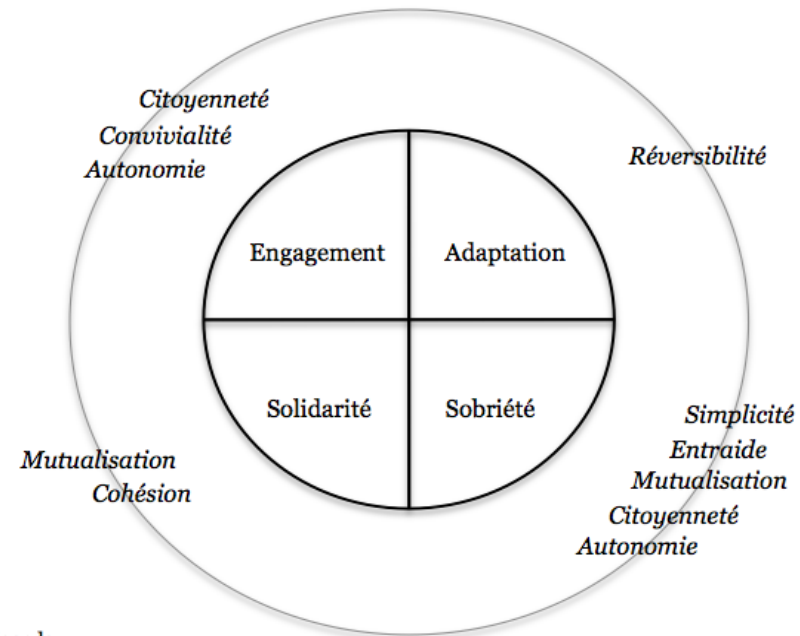 Citoyenneté
Convivialité
Autonomie
Réversibilité
Engagement
Adaptation
Solidarité
Sobriété
Mutualisation
Cohésion
Simplicité
Entraide
Mutualisation
Citoyenneté
Autonomie